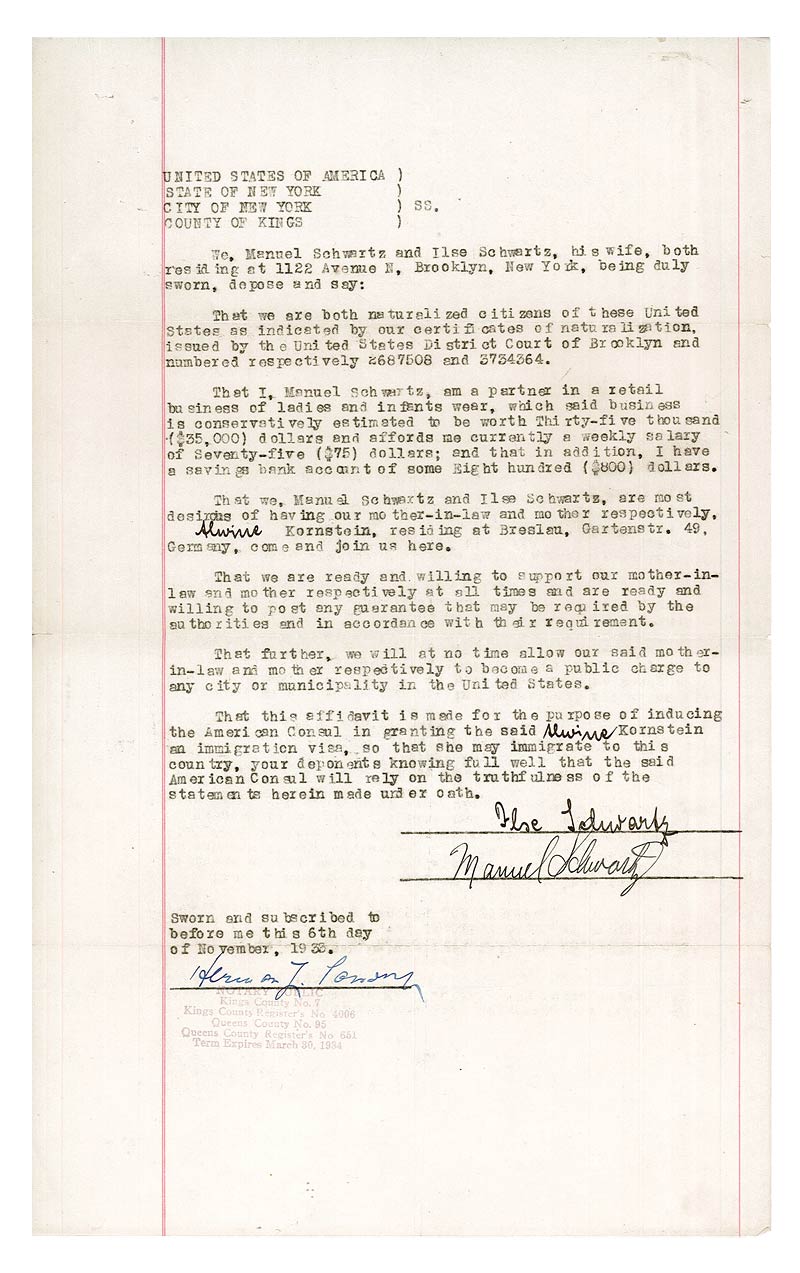 UNITED STATES OF AMERICA )
STATE OF NEW YORK )
CITY OF NEW YORK ) SS.
COUNTY OF KINGS )
We, Manuel Schwartz and Ilse Schwartz, his wife, both
residing at 1122 Avenue N, Brooklyn, New York, being duly
sworn, depose and say:
That we are both naturalized citizens of these United
States as indicated by our certificates of naturalization,
issued by the United States District Court of Brooklyn and
numbered respectively 2687508 and 3734364.
That I, Manuel Schwartz, am a partner in a retail
business of ladies and infants wear, which said business
is conservatively estimated to be worth Thirty-five thousand
($35,000) dollars and affords me currently a weekly salary
of Seventy-five ($75) dollars; and that in addition, I have
a savings bank account of some Eight hundred ($800) dollars.
That we, Manuel Schwartz and Ilse Schwartz, are most
of having our mother-in-law and mother respectively,
Alwine Kornstein, residing at Breslau, Gartenstr. 49,
Germany, come and join us here.
That we are ready and willing to support our mother-in-
law and mother respectively at all times and are ready and
willing to post any guarantee that may be required by the
authorities and in accordance with their requirement.
That further, we will at no time allow our said mother-
in-law and mother respectively to become a public charge to
any city or municipality in the United States.
That this affidavit is made for the purpose of inducing
the American Consul in granting the said Alwine Kornstein
an immigration visa, so that she may immigrate to this
country, your deponents knowing full well that the said
American Consul will rely on the truthfulness of the
statements herein made under oath.
Ilse Schwartz
Manuel Schwartz
Sworn and subscribed to
before me this 6th day
of November, 1933.
Herman J.
NOTARY PUBLIC
Kings County No. 7
Kings County Register's No 4006
Queens County No. 95
Queens County Register's No 651
Term Expires March 30, 1934